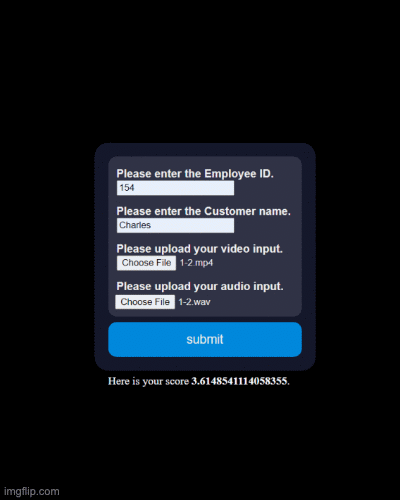 Please enter the Employee ID.
154
Please enter the Customer name.
Charles
Please upload your video input.
Choose File 1-2.mp4
Please upload your audio input.
Choose File 1-2.wav
submit
Here is your score 3.6148541114058355.
imgflip.com